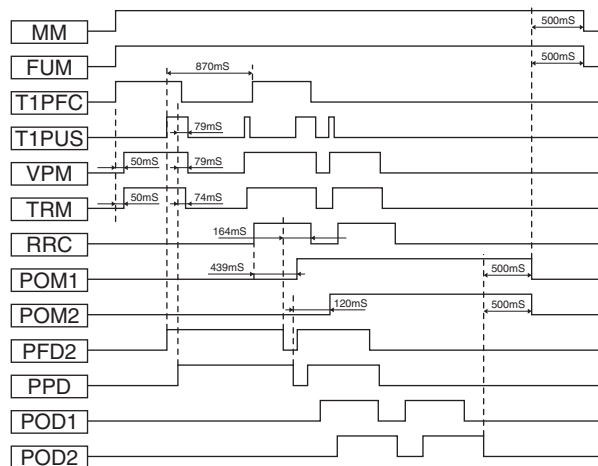 MM
500mS
FUM
500mS
870mS
T1PFC
T1PUS
79mS
VPM
50mS
79mS
TRM
50mS
74mS
RRC
164mS
POM1
439mS
500mS
POM2
120mS
500mS
PFD2
PPD
POD1
POD2